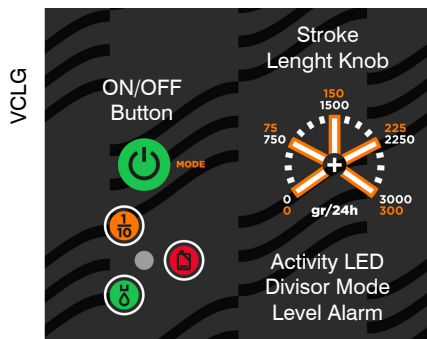 VCLG
ON/OFF
Button
MODE
1
10
Stroke
Lenght Knob
150
1500
75
750
225
2250
0
0
gr/24h
3000
300
Activity LED
Divisor Mode
Level Alarm